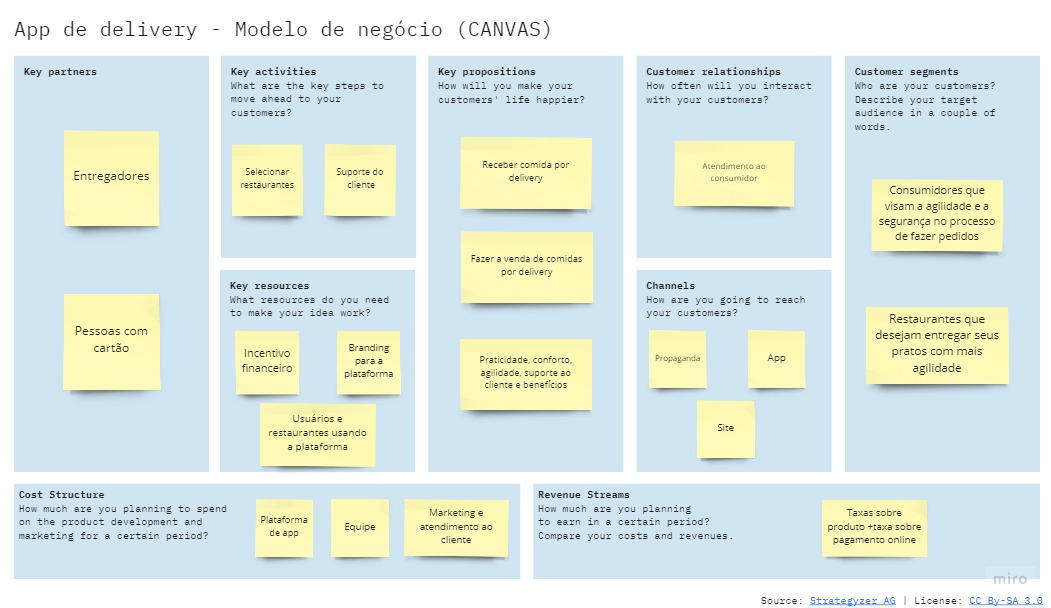 App de delivery - Modelo de negócio (CANVAS)
Key partners
Entregadores
Pessoas com
cartão
Key activities
What are the key steps to
move ahead to your
customers?
Selecionar
restaurantes
Suporte do
cliente
Key resources
What resources do you need
to make your idea work?
Incentivo
financeiro
Branding
para a
plataforma
Usuários e
restaurantes usando
a plataforma
Key propositions
How will you make your
customers' life happier?
Receber comida por
delivery
Fazer a venda de comidas
por delivery
Praticidade, conforto,
agilidade, suporte ao
cliente e benefícios
Customer relationships
How often will you interact
with your customers?
Atendimento ao
consumidor
Channels
How are you going to reach
your customers?
Propaganda
App
Site
Customer segments
Who are your customers?
Describe your target
audience in a couple of
words.
Consumidores que
visam a agilidade e a
segurança no processo
de fazer pedidos
Restaurantes que
desejam entregar seus
pratos com mais
agilidade
Cost Structure
How much are you planning to spend
on the product development and
marketing for a certain period?
Plataforma
de app
Equipe
Marketing e
atendimento ao
cliente
Revenue Streams
How much are you planning
to earn in a certain period?
Compare your costs and revenues.
Taxas sobre
produto +taxa sobre
pagamento online
miro
Source: Strategyzer AG | License: CC By-SA 3.0